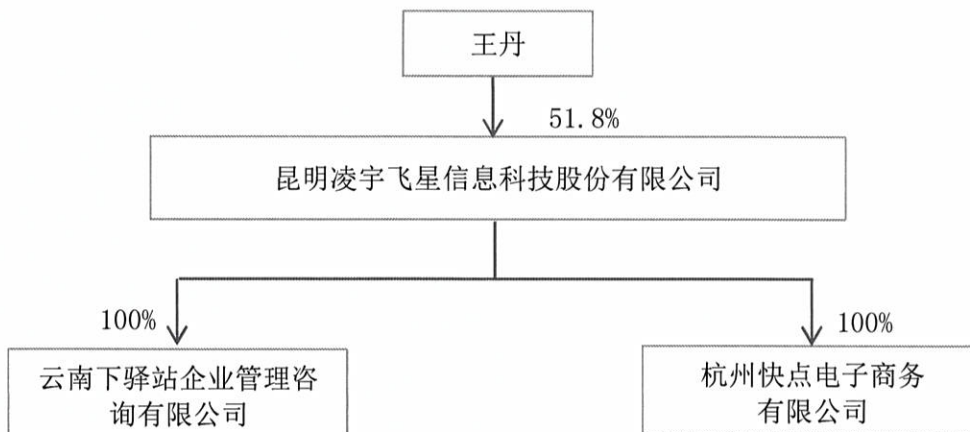 王丹
51.8%
昆明凌宇飞星信息科技股份有限公司
100%
100%
云南下驿站企业管理咨
询有限公司
杭州快点电子商务
有限公司